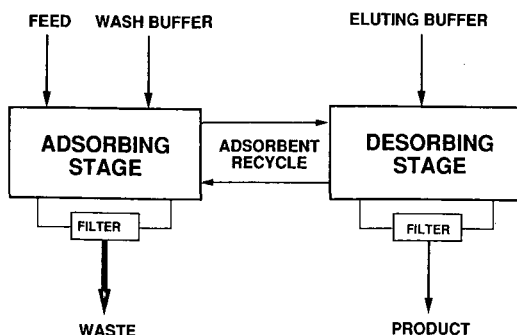 FEED WASH BUFFER ELUTING BUFFER
ADSORBING
STAGE
ADSORBENT
RECYCLE
DESORBING
STAGE
FILTER
FILTER
WASTE
PRODUCT